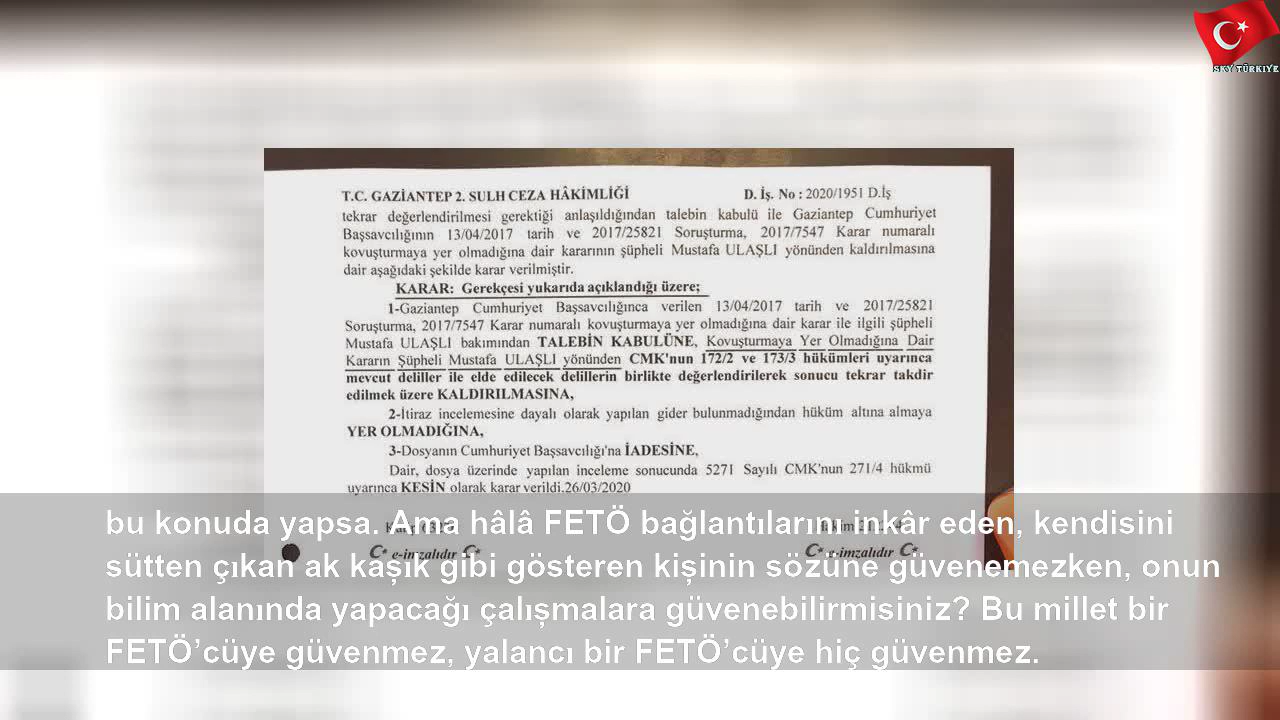 SKY TÜRKIYE
T.C. GAZİANTEP 2. SULH CEZA HÂKİMLİĞİ D. İş. No : 2020/1951 D.İş
tekrar değerlendirilmesi gerektiği anlaşıldığından talebin kabulü ile Gaziantep Cumhuriyet
Başsavcılığının 13/04/2017 tarih ve 2017/25821 Soruşturma, 2017/7547 Karar numaralı
kovuşturmaya yer olmadığına dair kararının şüpheli Mustafa ULAŞLI yönünden kaldırılmasına
dair aşağıdaki şekilde karar verilmiştir.
KARAR: Gerekçesi yukarıda açıklandığı üzere;
1-Gaziantep Cumhuriyet Başsavcılığınca verilen 13/04/2017 tarih ve 2017/25821
Soruşturma, 2017/7547 Karar numaralı kovuşturmaya yer olmadığına dair karar ile ilgili şüpheli
Mustafa ULAŞLI bakımından TALEBİN KABULÜNE, Kovuşturmaya Yer Olmadığına Dair
Kararın Şüpheli Mustafa ULAŞLI yönünden CMK'nun 172/2 ve 173/3 hükümleri uyarınca
mevcut deliller ile elde edilecek delillerin birlikte değerlendirilerek sonucu tekrar takdir
edilmek üzere KALDIRILMASINA,
2-İtiraz incelemesine dayalı olarak yapılan gider bulunmadığından hüküm altına almaya
YER OLMADIĞINA,
3-Dosyanın Cumhuriyet Başsavcılığı'na İADESİNE,
Dair, dosya üzerinde yapılan inceleme sonucunda 5271 Sayılı CMK'nun 271/4 hükmü
uyarınca KESİN olarak karar verildi.26/03/2020
e-imzalıdır e-imzalıdır
bu konuda yapsa. Ama hâlâ FETÖ bağlantılarını inkâr eden, kendisini
sütten çıkan ak kaşık gibi gösteren kişinin sözüne güvenemezken, onun
bilim alanında yapacağı çalışmalara güvenebilirmisiniz? Bu millet bir
FETÖ’cüye güvenmez, yalancı bir FETÖ’cüye hiç güvenmez.